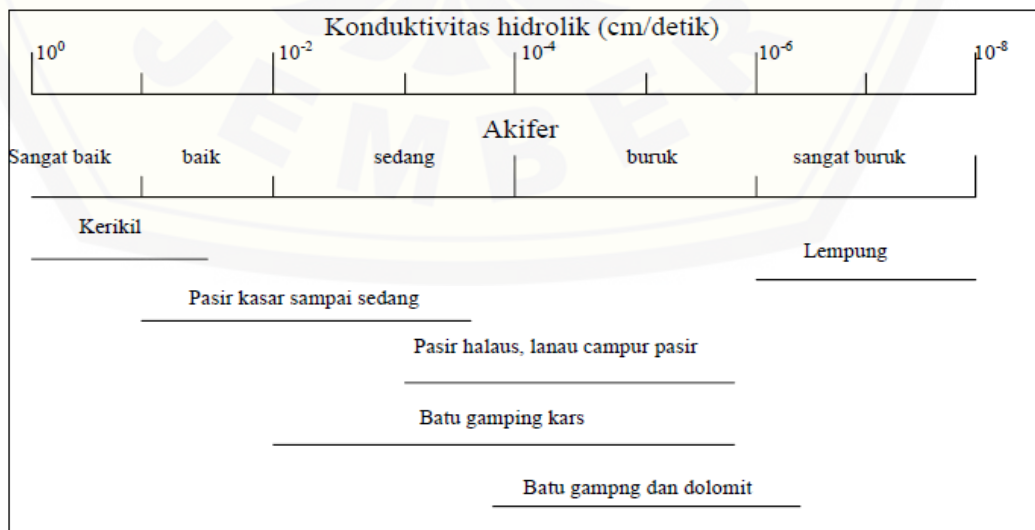 Konduktivitas hidrolik (cm/detik)
10⁰ 10⁻² 10⁻⁴ 10⁻⁶ 10⁻⁸
Akifer
Sangat baik baik sedang buruk sangat buruk
Kerikil
Lempung
Pasir kasar sampai sedang
Pasir halaus, lanau campur pasir
Batu gamping kars
Batu gampng dan dolomit
JEMBER